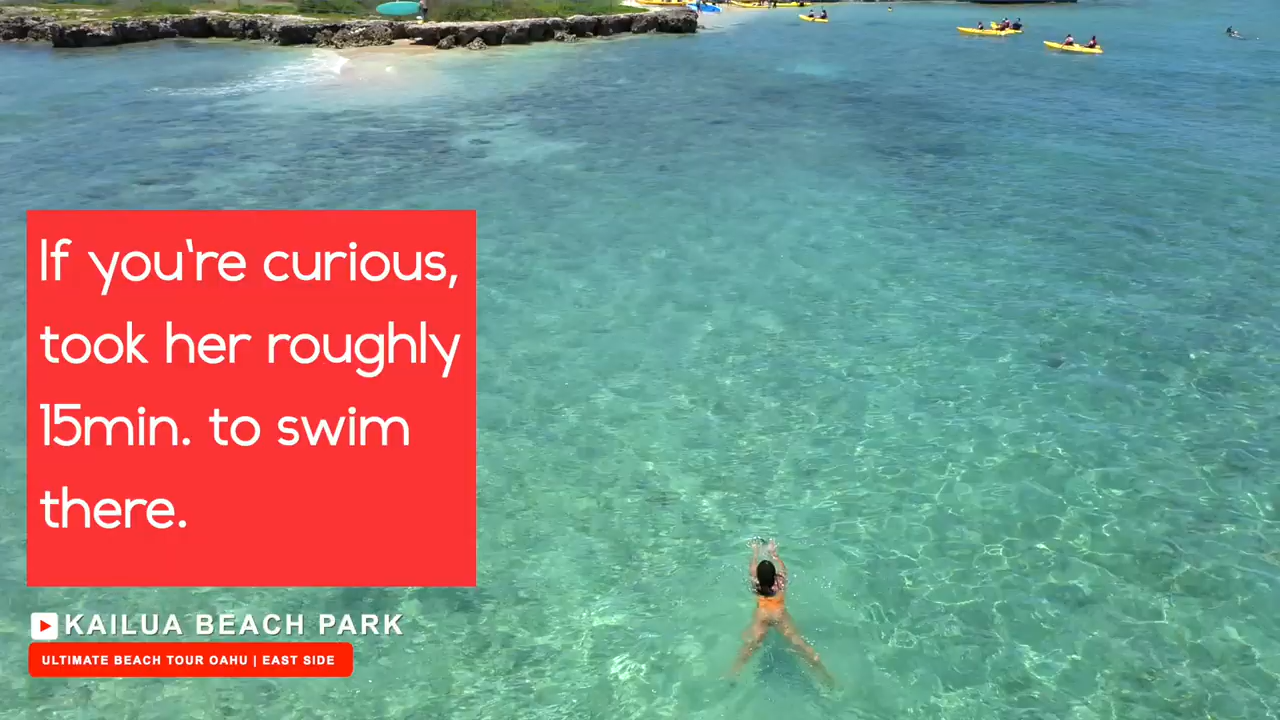 If you're curious,
took her roughly
15min. to swim
there.
KAILUA BEACH PARK
ULTIMATE BEACH TOUR OAHU | EAST SIDE